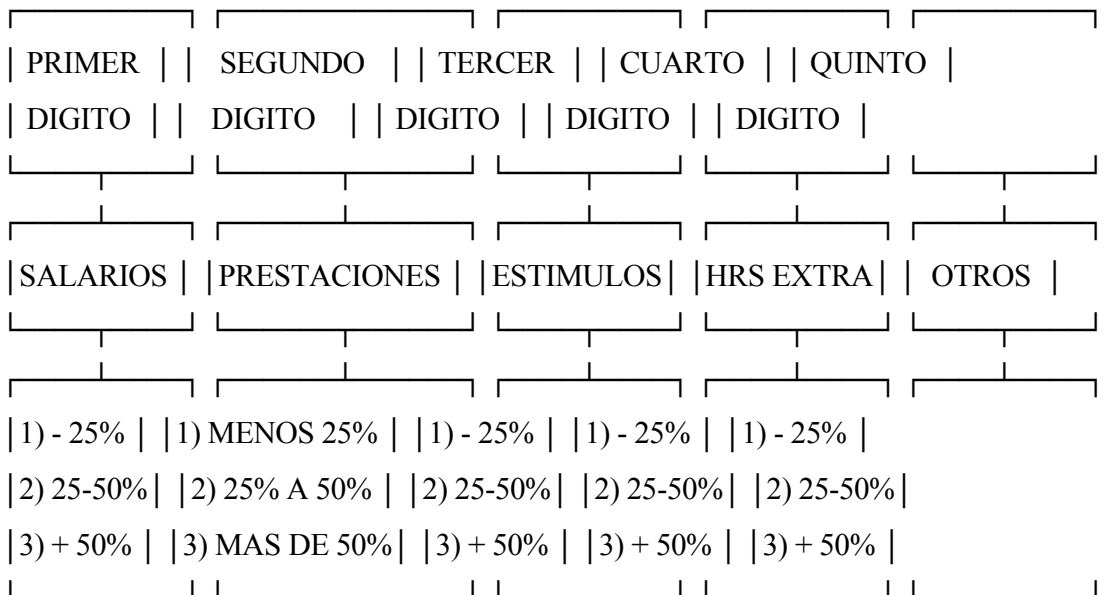 | PRIMER | | SEGUNDO | | TERCER | | CUARTO | | QUINTO |
| DIGITO | | DIGITO | | DIGITO | | DIGITO | | DIGITO |
|SALARIOS | |PRESTACIONES | |ESTIMULOS| |HRS EXTRA| | OTROS |
|1) - 25% | |1) MENOS 25% | |1) - 25% | |1) - 25% | |1) - 25% |
|2) 25-50%| |2) 25% A 50% | |2) 25-50%| |2) 25-50%| |2) 25-50%|
|3) + 50% | |3) MAS DE 50%| |3) + 50% | |3) + 50% | |3) + 50% |